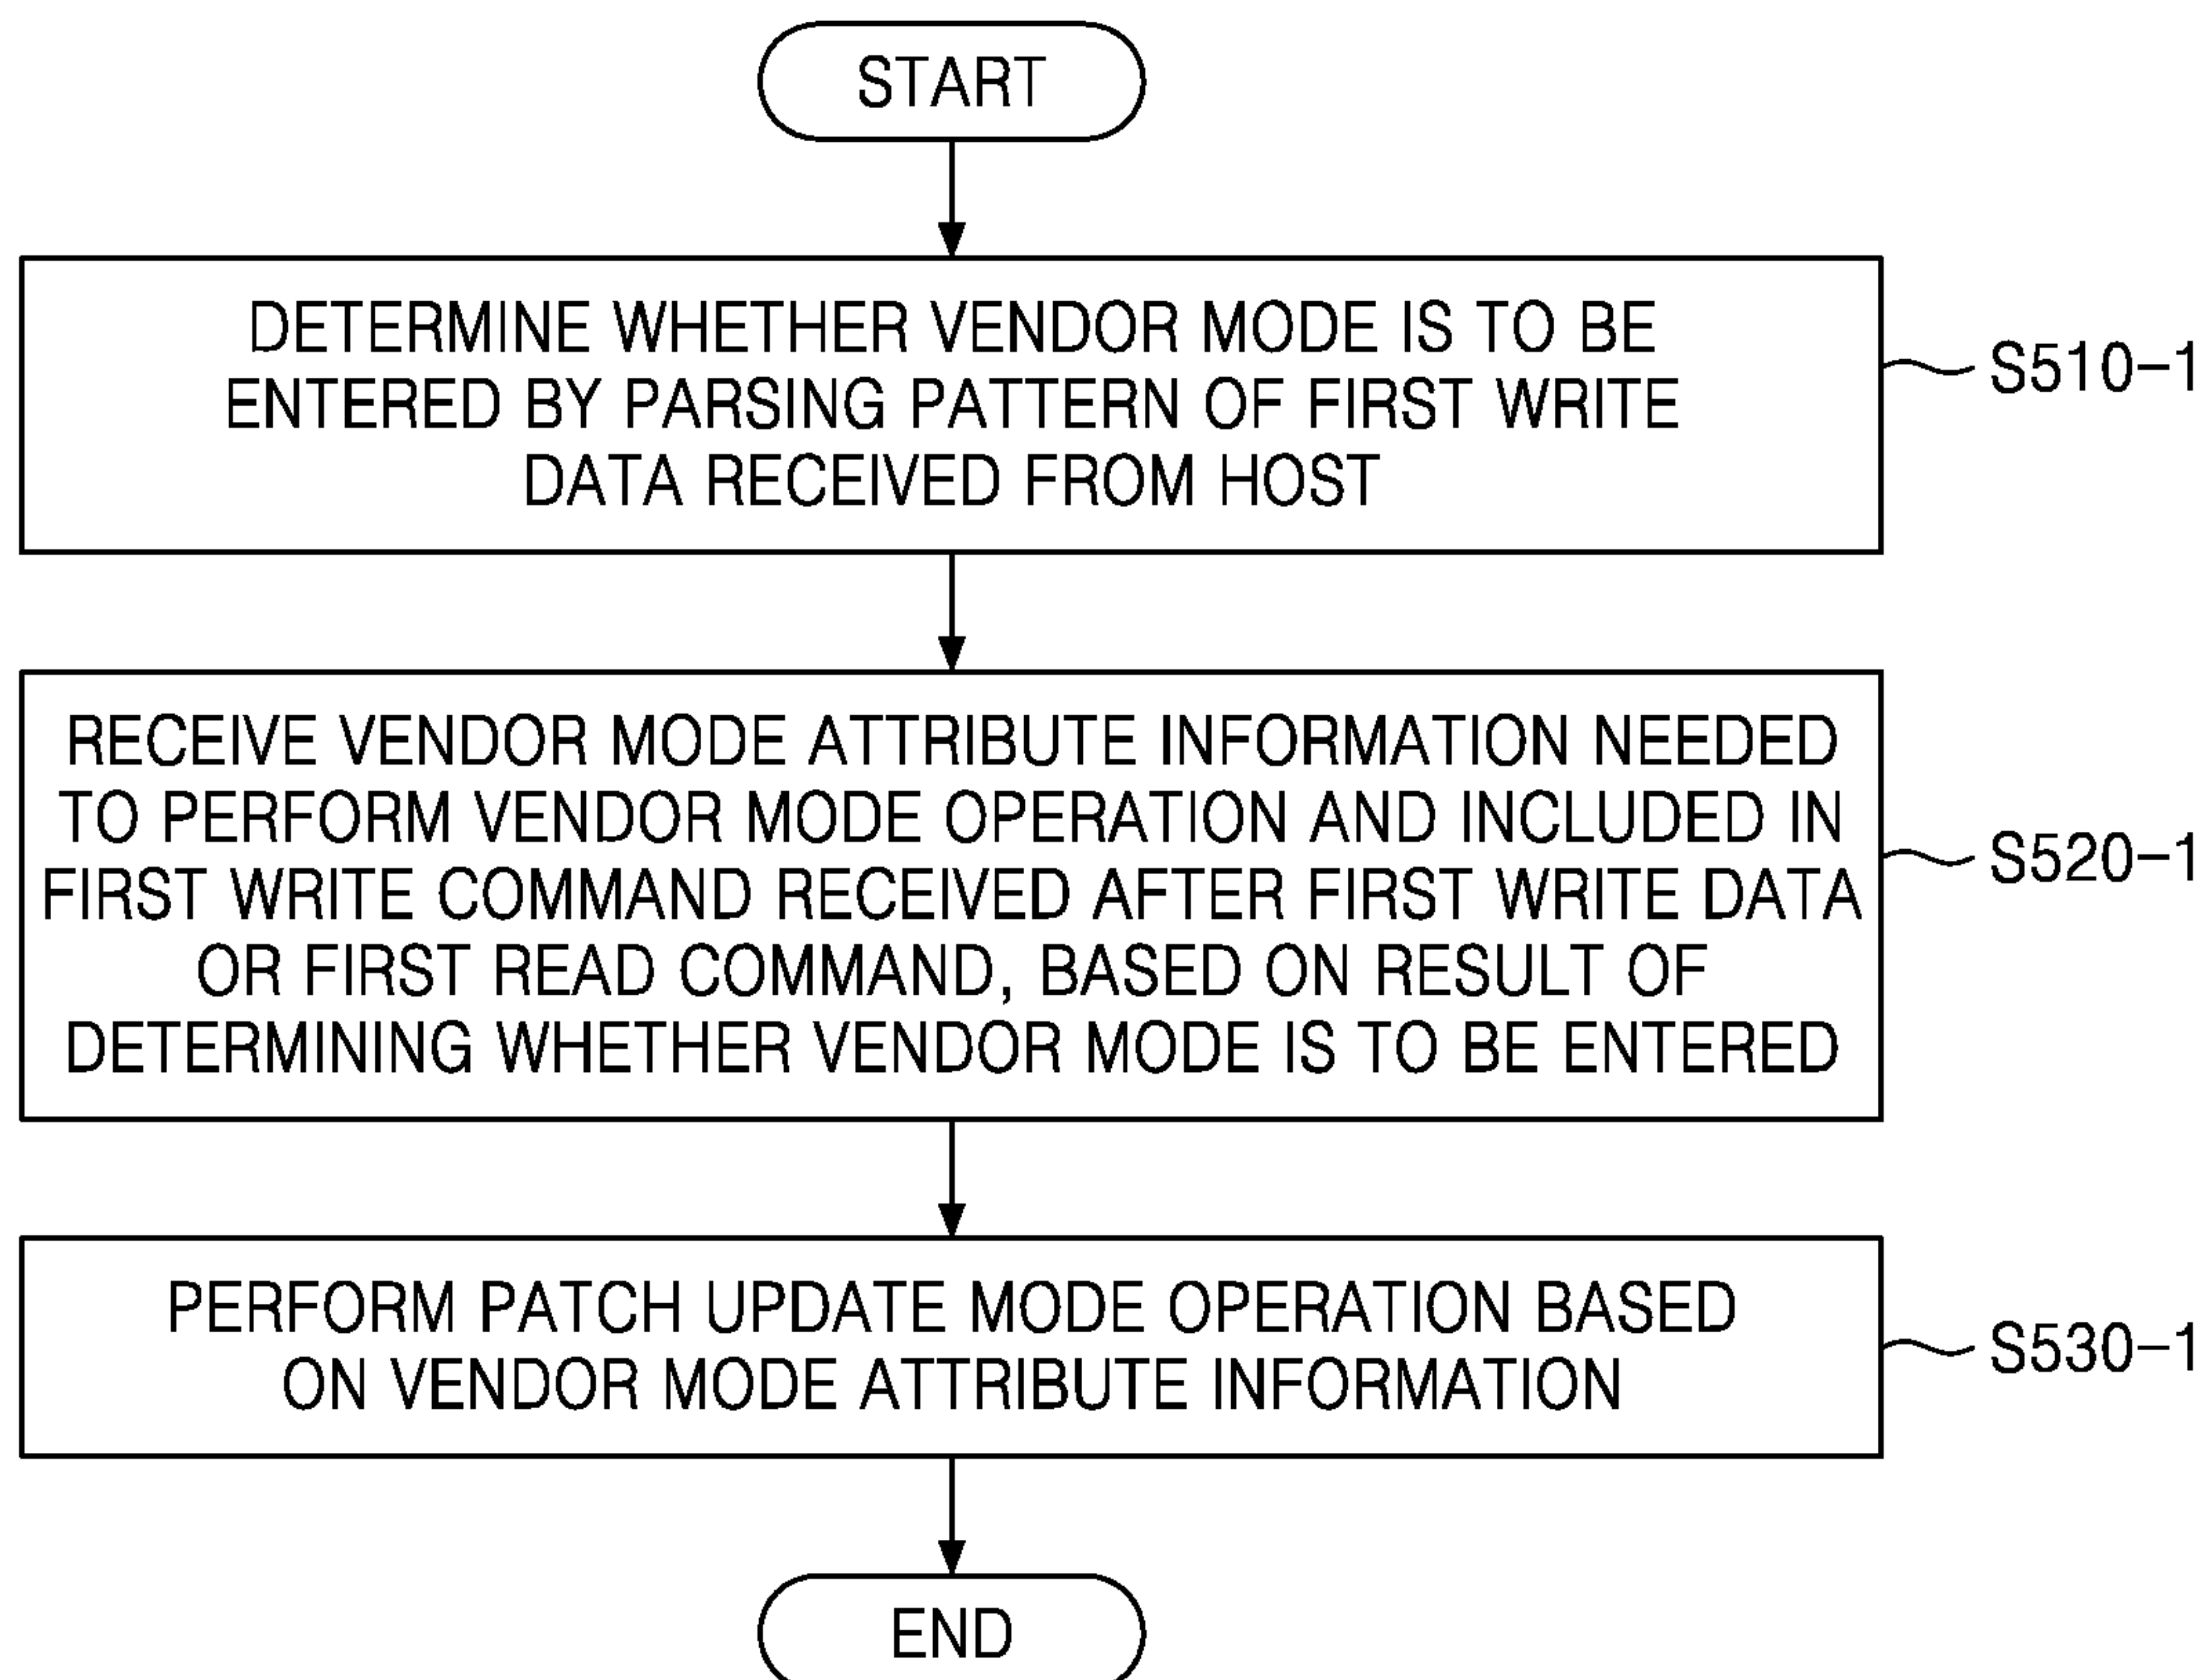 START
DETERMINE WHETHER VENDOR MODE IS TO BE
ENTERED BY PARSING PATTERN OF FIRST WRITE
DATA RECEIVED FROM HOST
S510-1
RECEIVE VENDOR MODE ATTRIBUTE INFORMATION NEEDED
TO PERFORM VENDOR MODE OPERATION AND INCLUDED IN
FIRST WRITE COMMAND RECEIVED AFTER FIRST WRITE DATA
OR FIRST READ COMMAND, BASED ON RESULT OF
DETERMINING WHETHER VENDOR MODE IS TO BE ENTERED
S520-1
PERFORM PATCH UPDATE MODE OPERATION BASED
ON VENDOR MODE ATTRIBUTE INFORMATION
S530-1
END